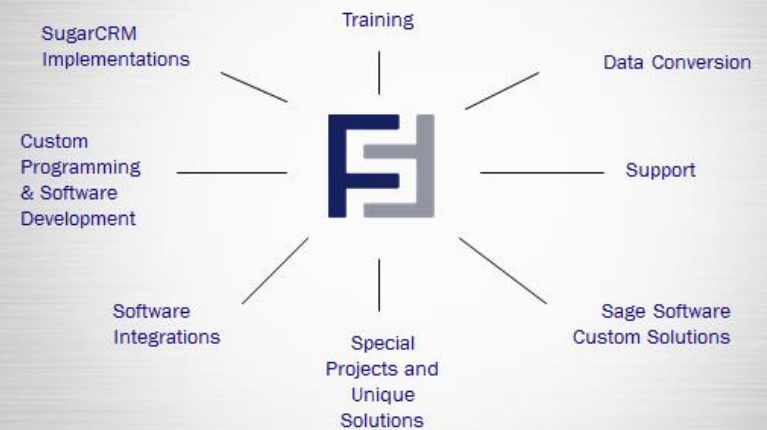 Training
SugarCRM
Implementations
Data Conversion
Custom
Programming
& Software
Development
Support
Software
Integrations
Sage Software
Custom Solutions
Special
Projects and
Unique
Solutions